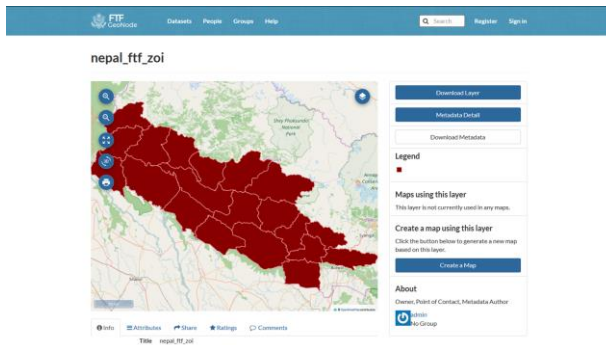 FTF
GeoNode
Datasets People Groups Help
Search
Register Sign in
nepal_ftf_zoi
Shey Phoksundo
National
Park
Download Layer
Metadata Detail
Download Metadata
Legend
Maps using this layer
This layer is not currently used in any maps.
Create a map using this layer
Click the button below to generate a new map
based on this layer.
Create a Map
About
Owner, Point of Contact, Metadata Author
admin
No Group
Info Attributes Share Ratings Comments
Title nepal_ftf_zoi